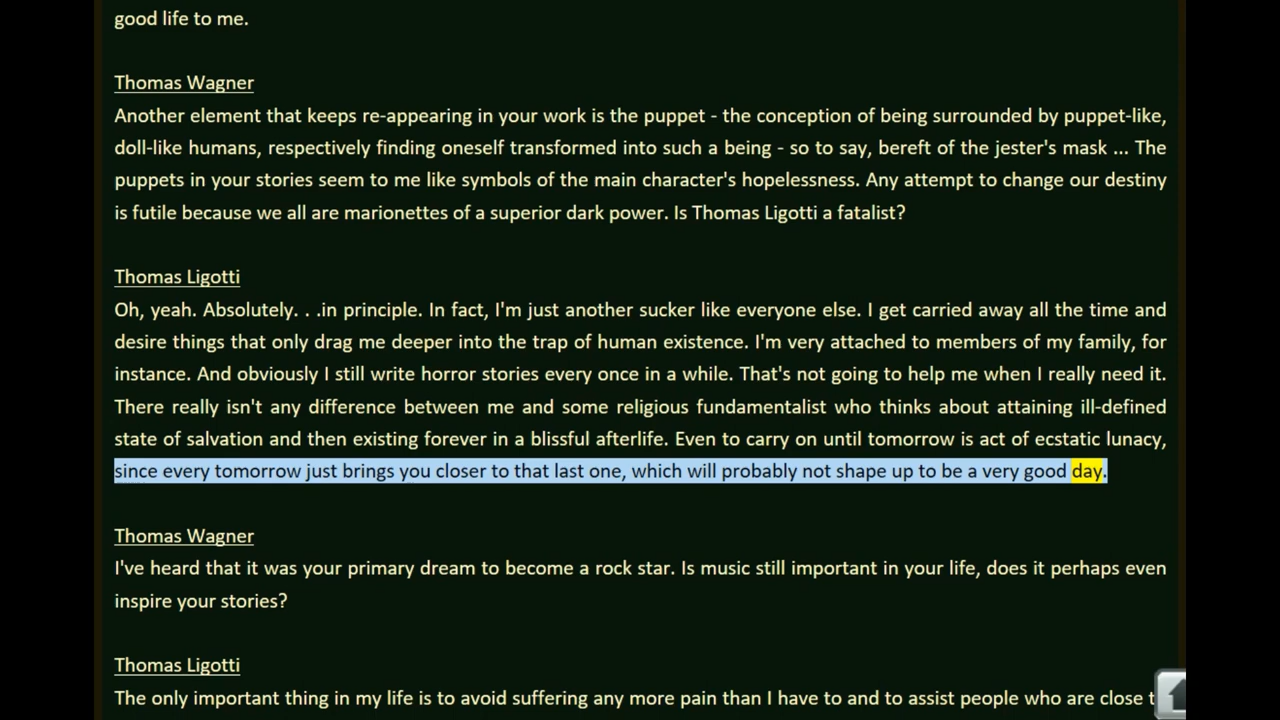 good life to me.
Thomas Wagner
Another element that keeps re-appearing in your work is the puppet - the conception of being surrounded by puppet-like,
doll-like humans, respectively finding oneself transformed into such a being - so to say, bereft of the jester's mask ... The
puppets in your stories seem to me like symbols of the main character's hopelessness. Any attempt to change our destiny
is futile because we all are marionettes of a superior dark power. Is Thomas Ligotti a fatalist?
Thomas Ligotti
Oh, yeah. Absolutely. . .in principle. In fact, I'm just another sucker like everyone else. I get carried away all the time and
desire things that only drag me deeper into the trap of human existence. I'm very attached to members of my family, for
instance. And obviously I still write horror stories every once in a while. That's not going to help me when I really need it.
There really isn't any difference between me and some religious fundamentalist who thinks about attaining ill-defined
state of salvation and then existing forever in a blissful afterlife. Even to carry on until tomorrow is act of ecstatic lunacy,
since every tomorrow just brings you closer to that last one, which will probably not shape up to be a very good day.
Thomas Wagner
I've heard that it was your primary dream to become a rock star. Is music still important in your life, does it perhaps even
inspire your stories?
Thomas Ligotti
The only important thing in my life is to avoid suffering any more pain than I have to and to assist people who are close